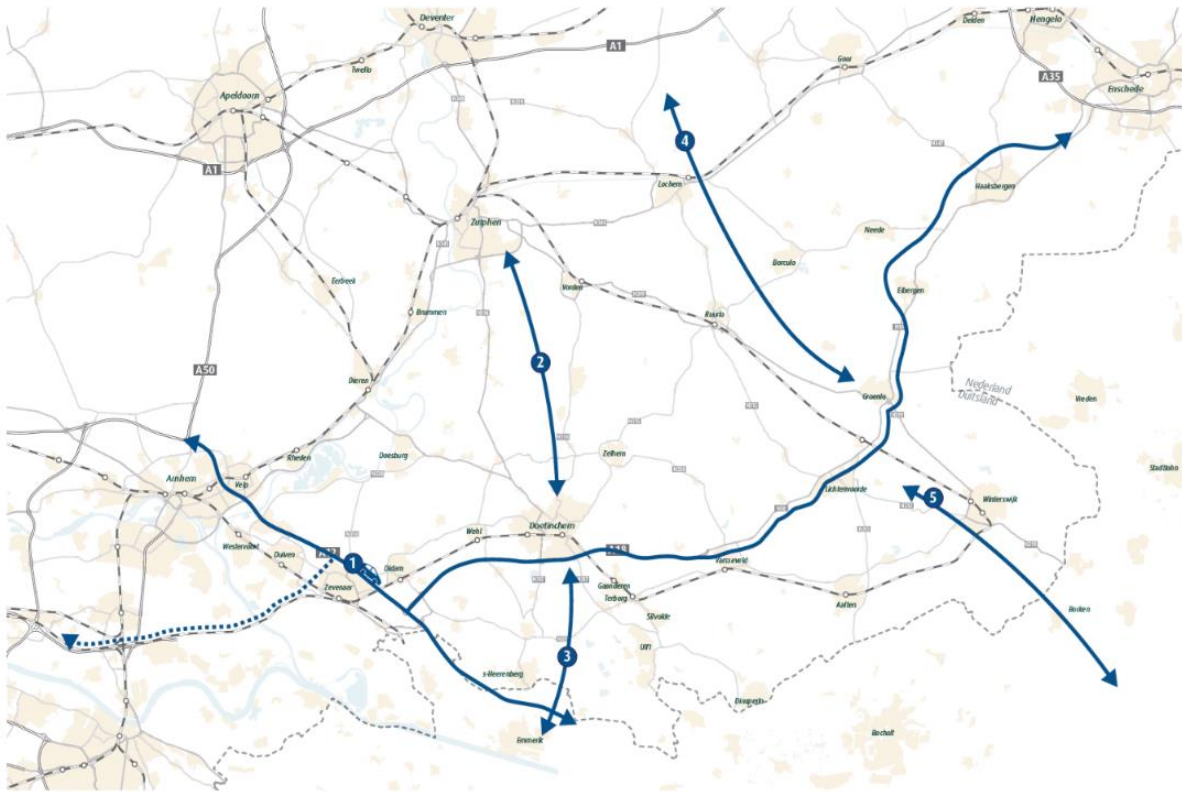 Deventer
Delden
Hengelo
A1
Twello
Goor
A35
Enschede
Apeldoorn
4
A1
Lochem
Haaksbergen
Zutphen
Neede
Borculo
Eerbeek
Vorden
Eibergen
Brummen
Ruurlo
2
A50
Dieren
Groenlo
Nederland
Duitsland
Vreden
Zelhem
Doesburg
Rheden
Arnhem
Velp
Stadtlohn
Lichtenvoorde
5
Winterswijk
Doetinchem
Wehl
Westervoort
Duiven
A12
1
Didam
A18
Varsseveld
Zevenaar
Gaanderen
Terborg
Aalten
Borken
Silvolde
Ulft
3
s-Heerenberg
Dinxperlo
Emmerik
Bocholt